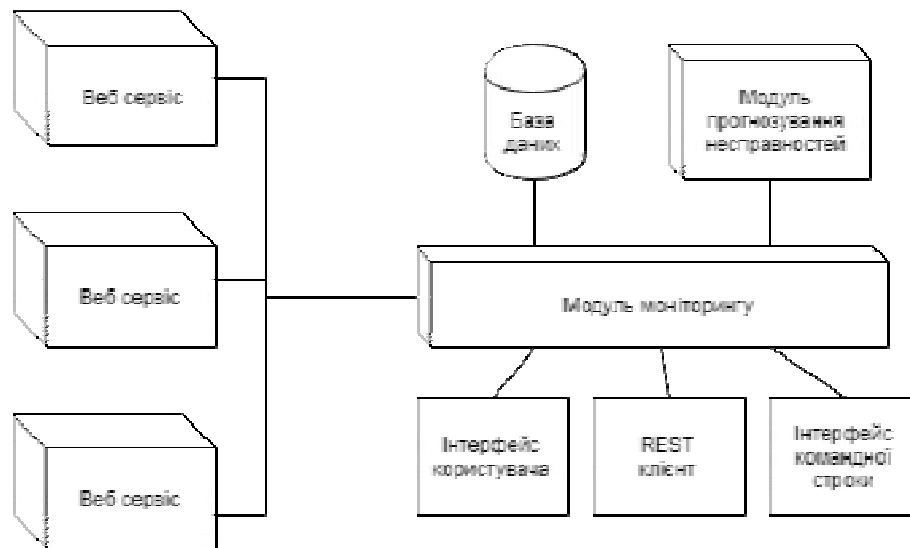 Веб сервіс
База
даних
Модуль
прогнозування
несправностей
Веб сервіс
Модуль моніторингу
Веб сервіс
Інтерфейс
користувача
REST
клієнт
Інтерфейс
командної
строки